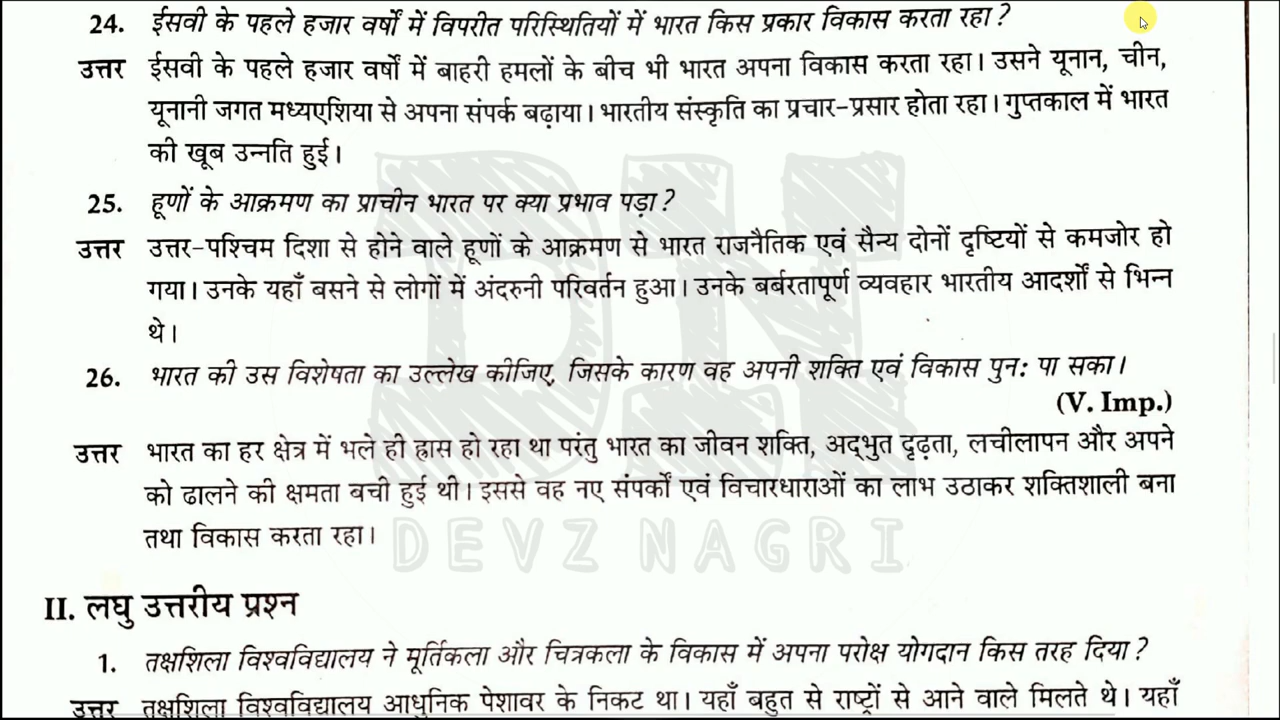 24. ईसवी के पहले हजार वर्षों में विपरीत परिस्थितियों में भारत किस प्रकार विकास करता रहा?
उत्तर ईसवी के पहले हजार वर्षों में बाहरी हमलों के बीच भी भारत अपना विकास करता रहा। उसने यूनान, चीन,
यूनानी जगत मध्यएशिया से अपना संपर्क बढ़ाया। भारतीय संस्कृति का प्रचार-प्रसार होता रहा। गुप्तकाल में भारत
की खूब उन्नति हुई।
25. हूणों के आक्रमण का प्राचीन भारत पर क्या प्रभाव पड़ा?
उत्तर उत्तर-पश्चिम दिशा से होने वाले हूणों के आक्रमण से भारत राजनैतिक एवं सैन्य दोनों दृष्टियों से कमजोर हो
गया। उनके यहाँ बसने से लोगों में अंदरुनी परिवर्तन हुआ। उनके बर्बरतापूर्ण व्यवहार भारतीय आदर्शों से भिन्न
थे।
26. भारत की उस विशेषता का उल्लेख कीजिए, जिसके कारण वह अपनी शक्ति एवं विकास पुन: पा सका।
(V. Imp.)
उत्तर भारत का हर क्षेत्र में भले ही ह्रास हो रहा था परंतु भारत का जीवन शक्ति, अद्‌भुत दृढ़ता, लचीलापन और अपने
को ढालने की क्षमता बची हुई थी। इससे वह नए संपर्कों एवं विचारधाराओं का लाभ उठाकर शक्तिशाली बना
तथा विकास करता रहा।
DN
DEVZ NAGRI
II. लघु उत्तरीय प्रश्न
1. तक्षशिला विश्वविद्यालय ने मूर्तिकला और चित्रकला के विकास में अपना परोक्ष योगदान किस तरह दिया?
उत्तर तक्षशिला विश्वविद्यालय आधुनिक पेशावर के निकट था। यहाँ बहुत से राष्ट्रों से आने वाले मिलते थे। यहाँ